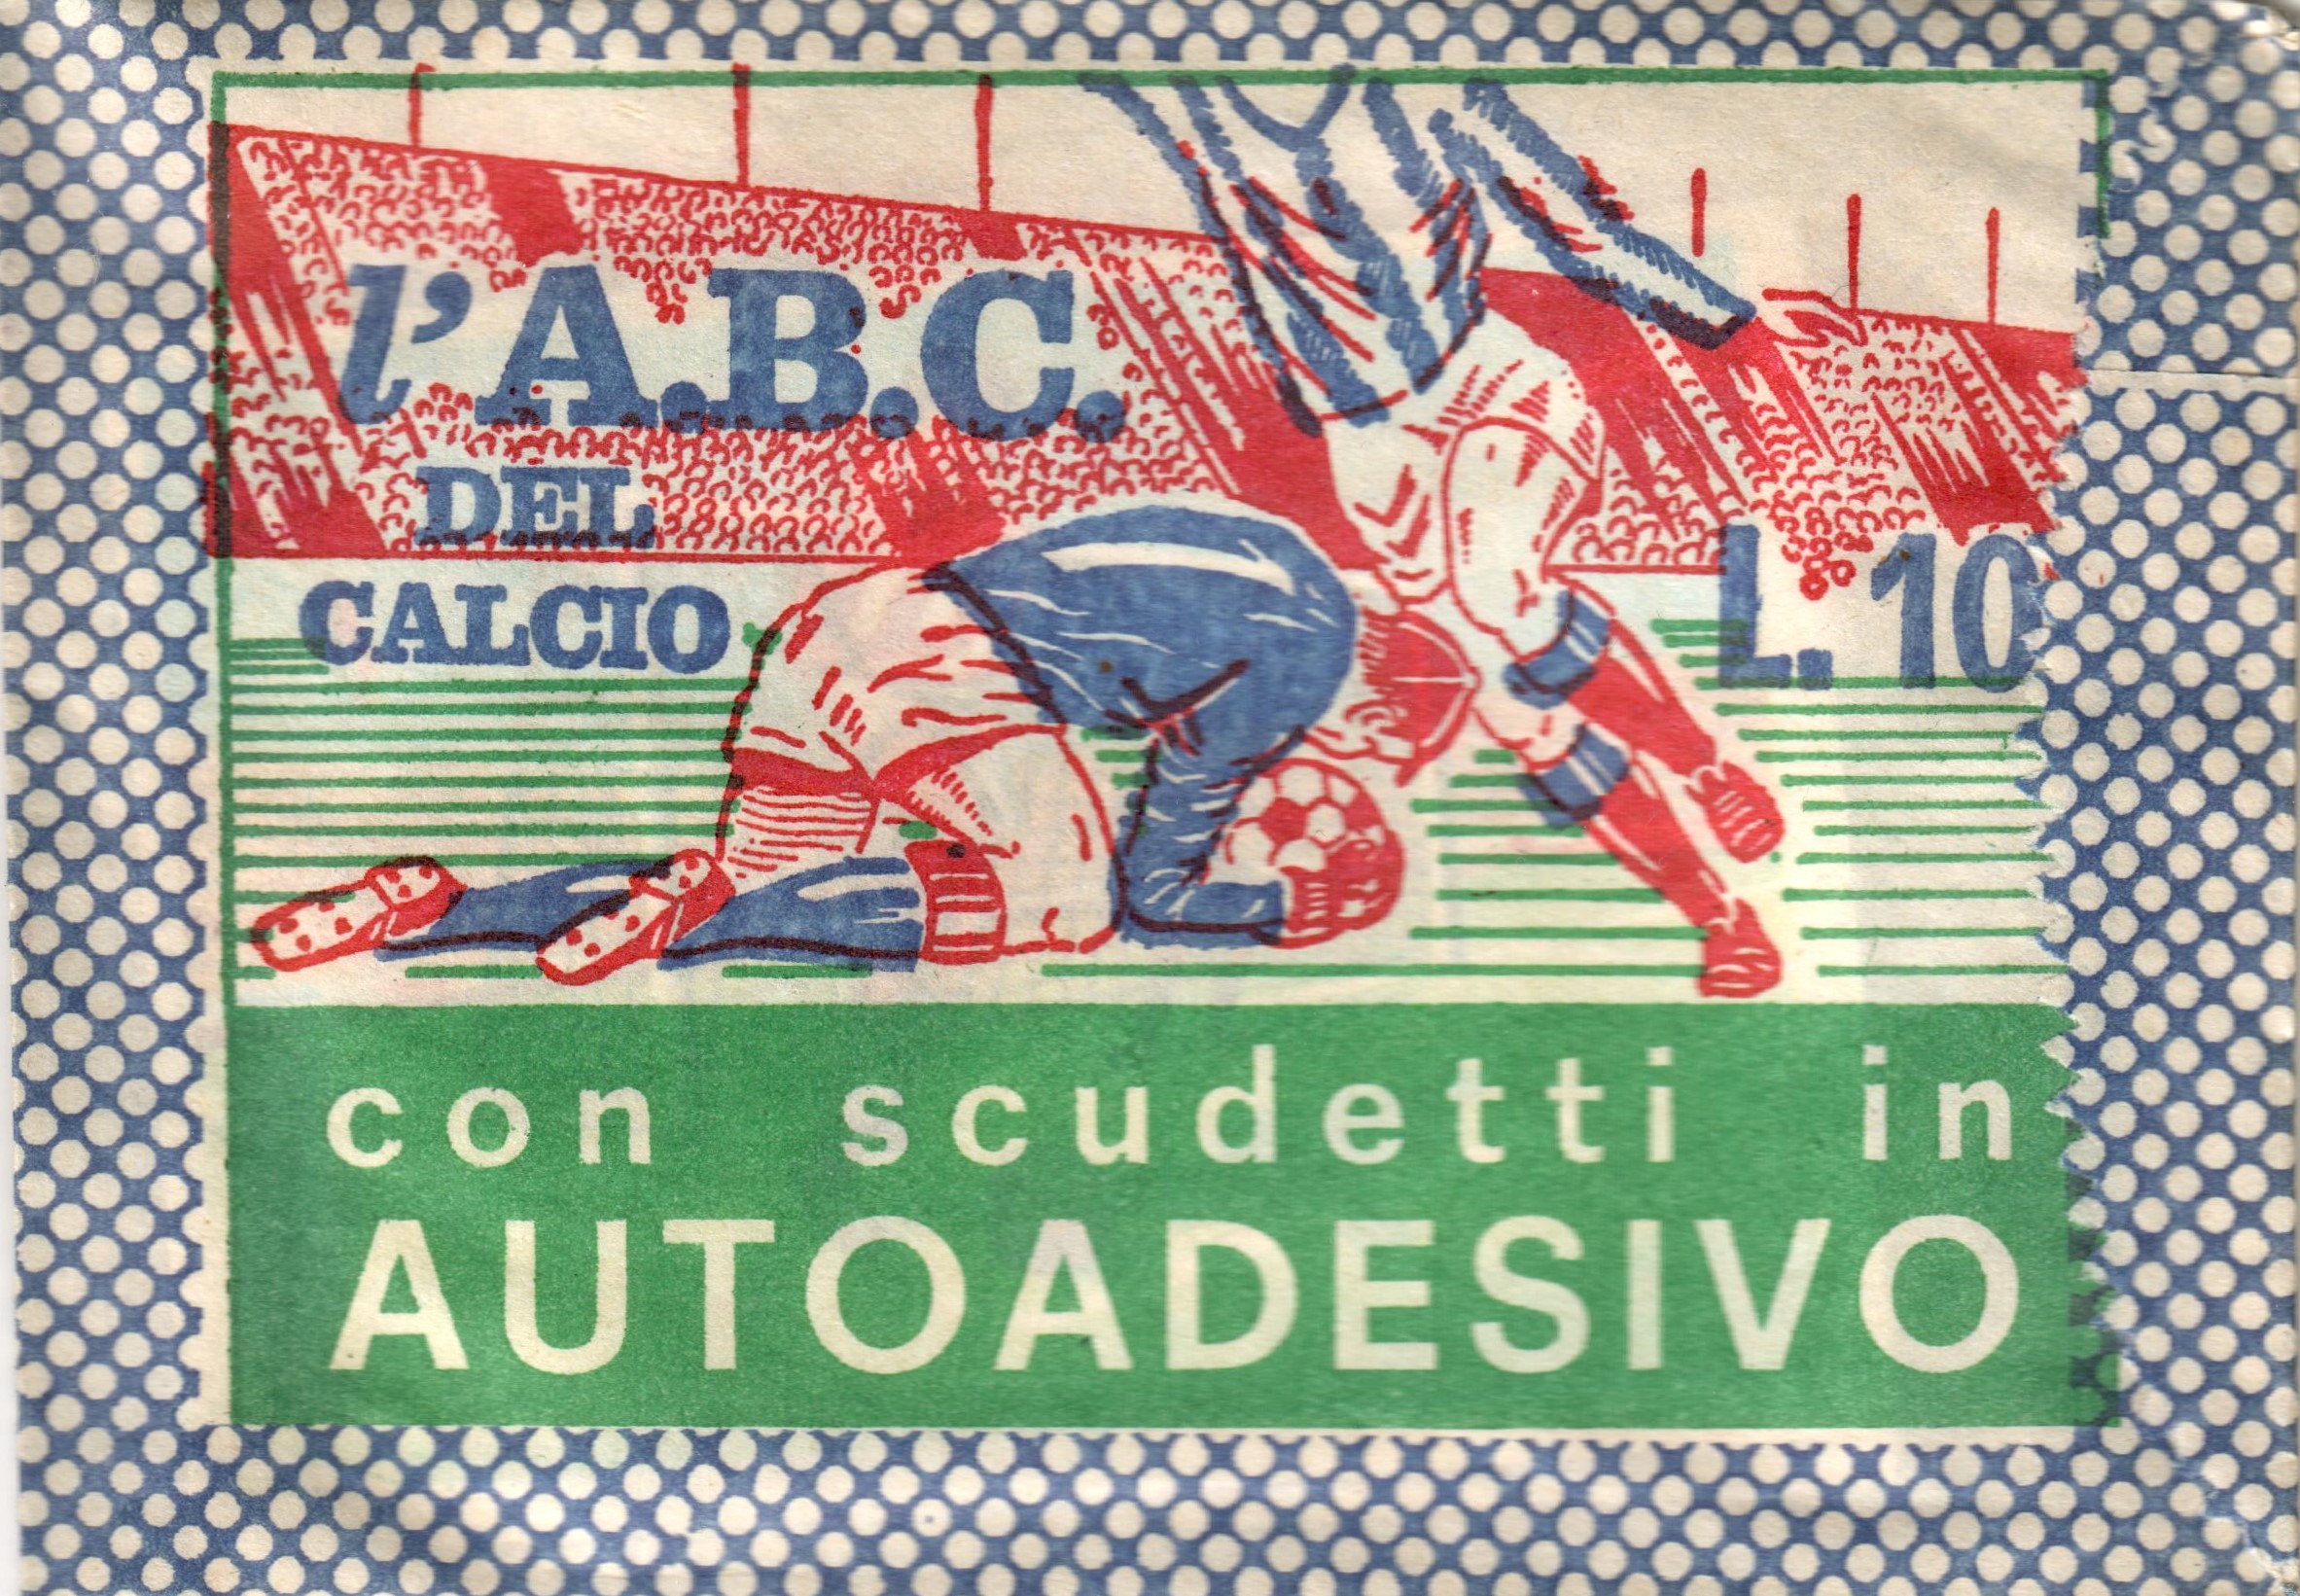 l'A.B.C.
DEL
CALCIO
L. 10
con scudetti in
AUTOADESIVO